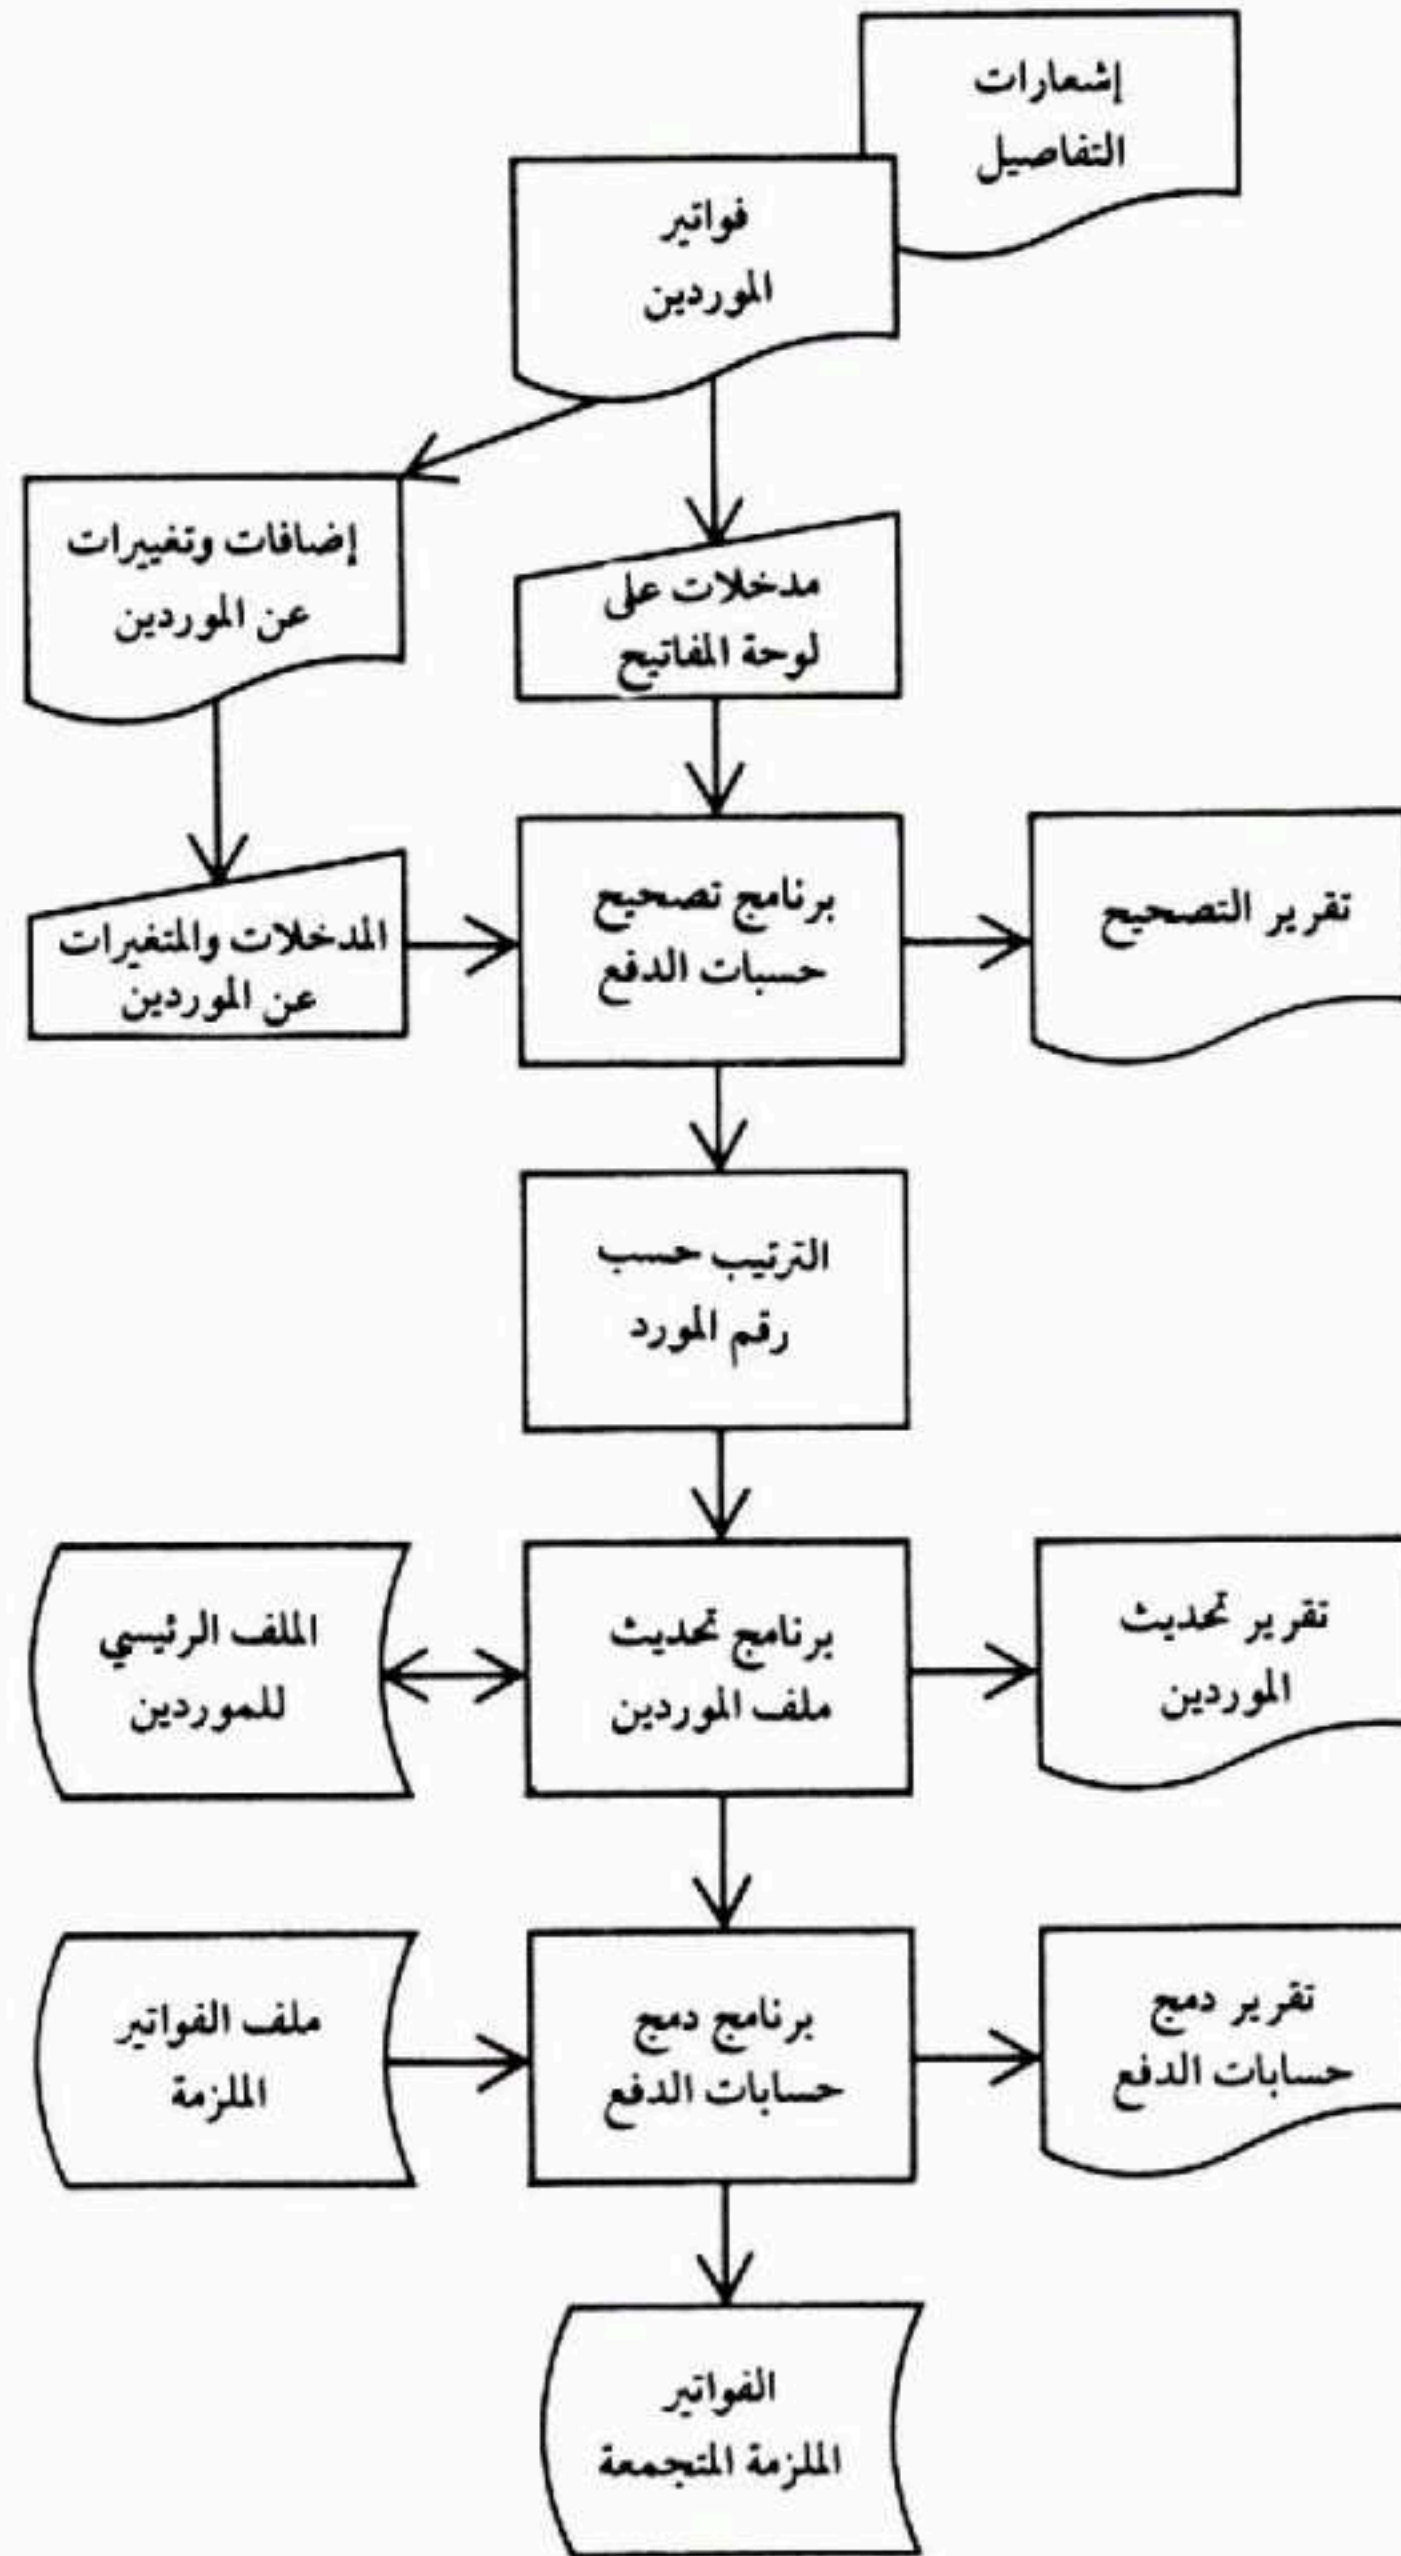 إشعارات
التفاصيل
فواتير
الموردين
إضافات وتغييرات
عن الموردين
مدخلات على
لوحة المفاتيح
المدخلات والمتغيرات
عن الموردين
برنامج تصحيح
حسبات الدفع
تقرير التصحيح
الترتيب حسب
رقم المورد
الملف الرئيسي
للموردين
برنامج تحديث
ملف الموردين
تقرير تحديث
الموردين
ملف الفواتير
الملزمة
برنامج دمج
حسابات الدفع
تقرير دمج
حسابات الدفع
الفواتير
الملزمة المتجمعة